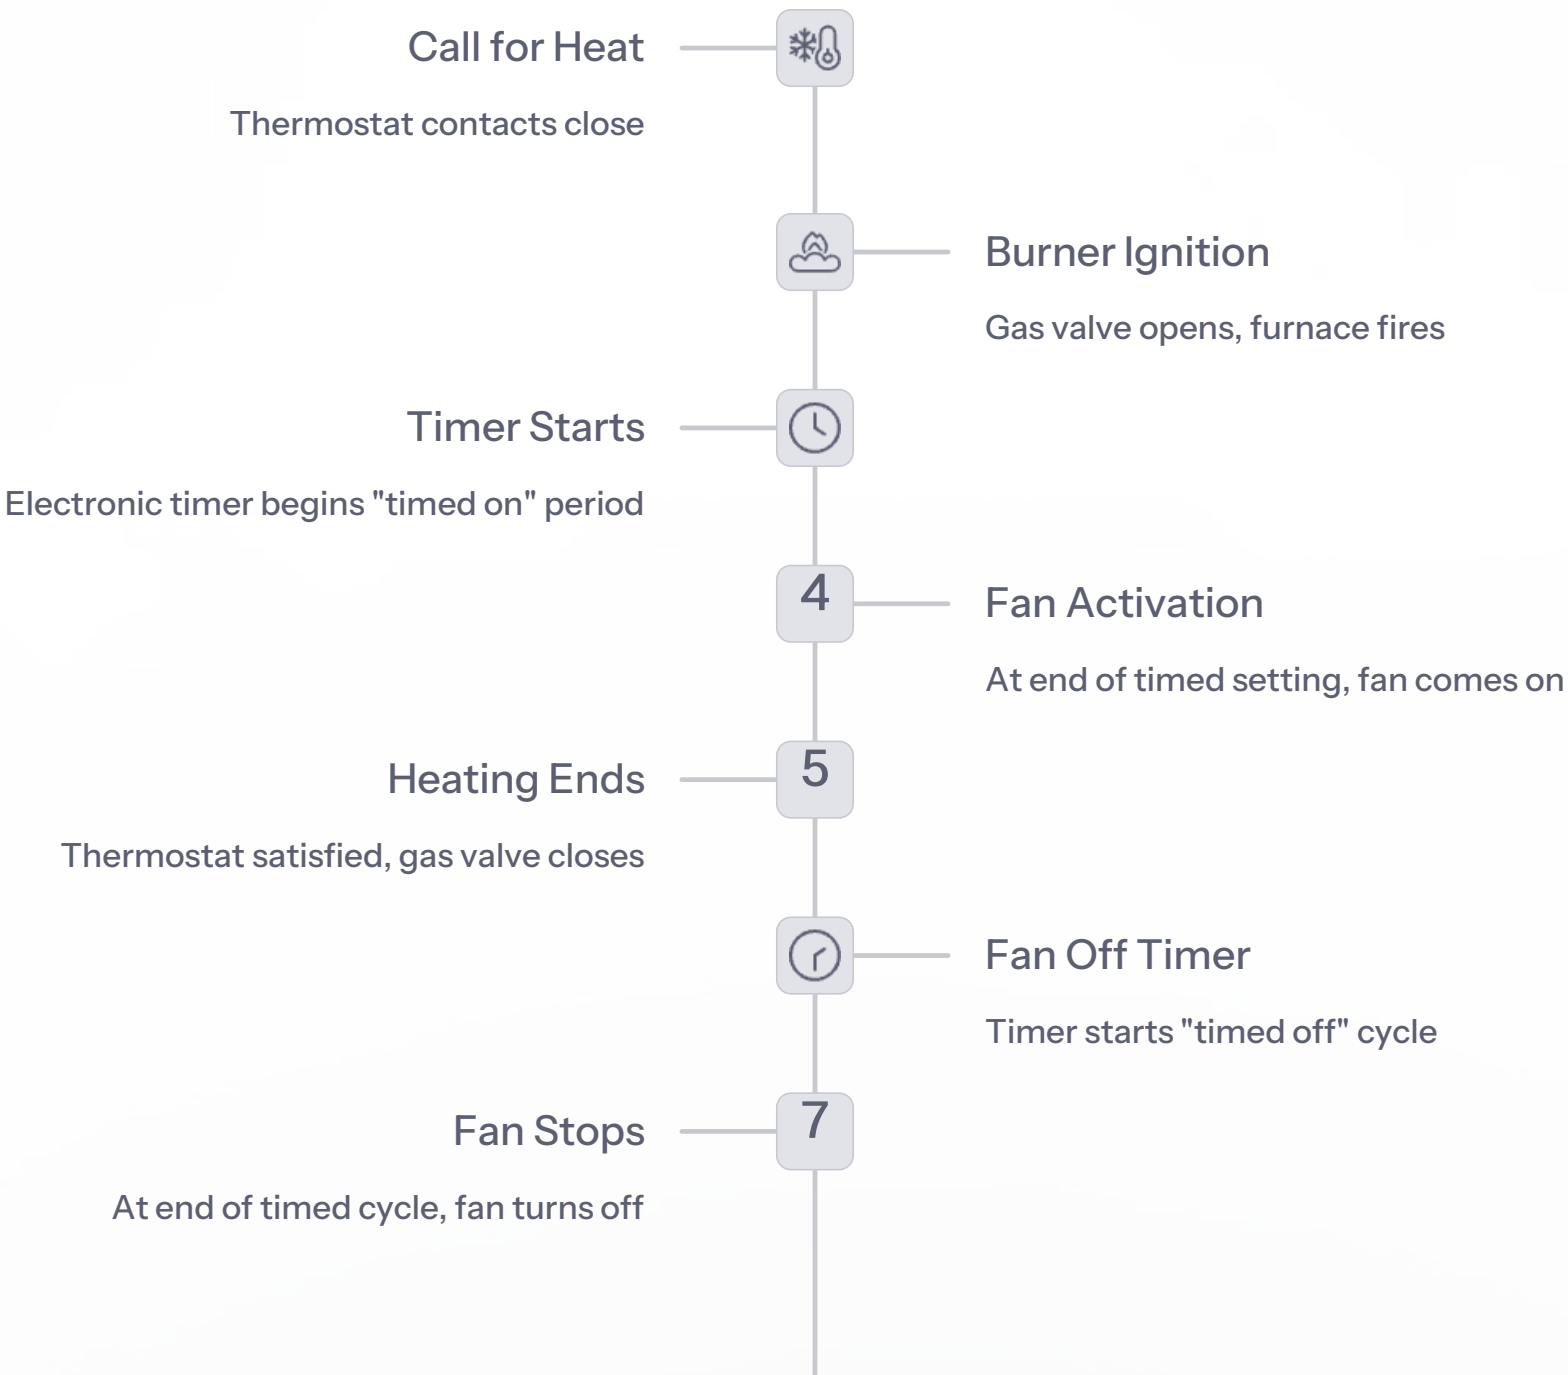 Call for Heat
Thermostat contacts close
Burner Ignition
Gas valve opens, furnace fires
Timer Starts
Electronic timer begins "timed on" period
4
Fan Activation
At end of timed setting, fan comes on
5
Heating Ends
Thermostat satisfied, gas valve closes
Fan Off Timer
Timer starts "timed off" cycle
7
Fan Stops
At end of timed cycle, fan turns off